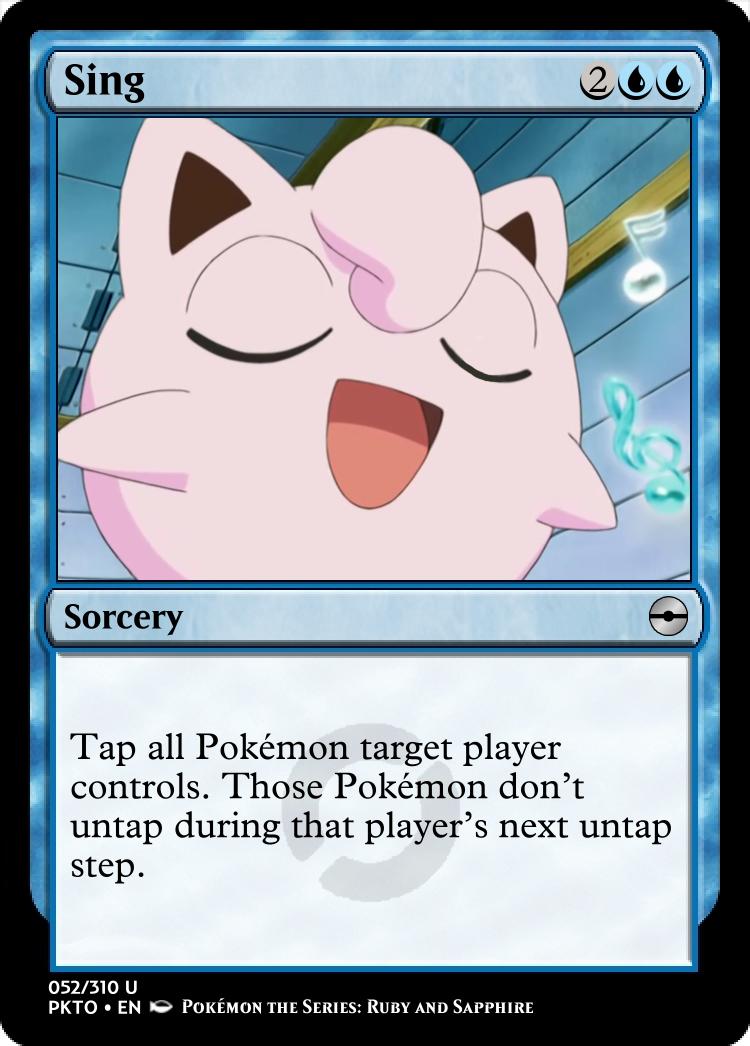 Sing 2
Sorcery
Tap all Pokémon target player
controls. Those Pokémon don't
untap during that player's next untap
step.
052/310 U
PKTO • EN Pokémon the Series: Ruby and Sapphire